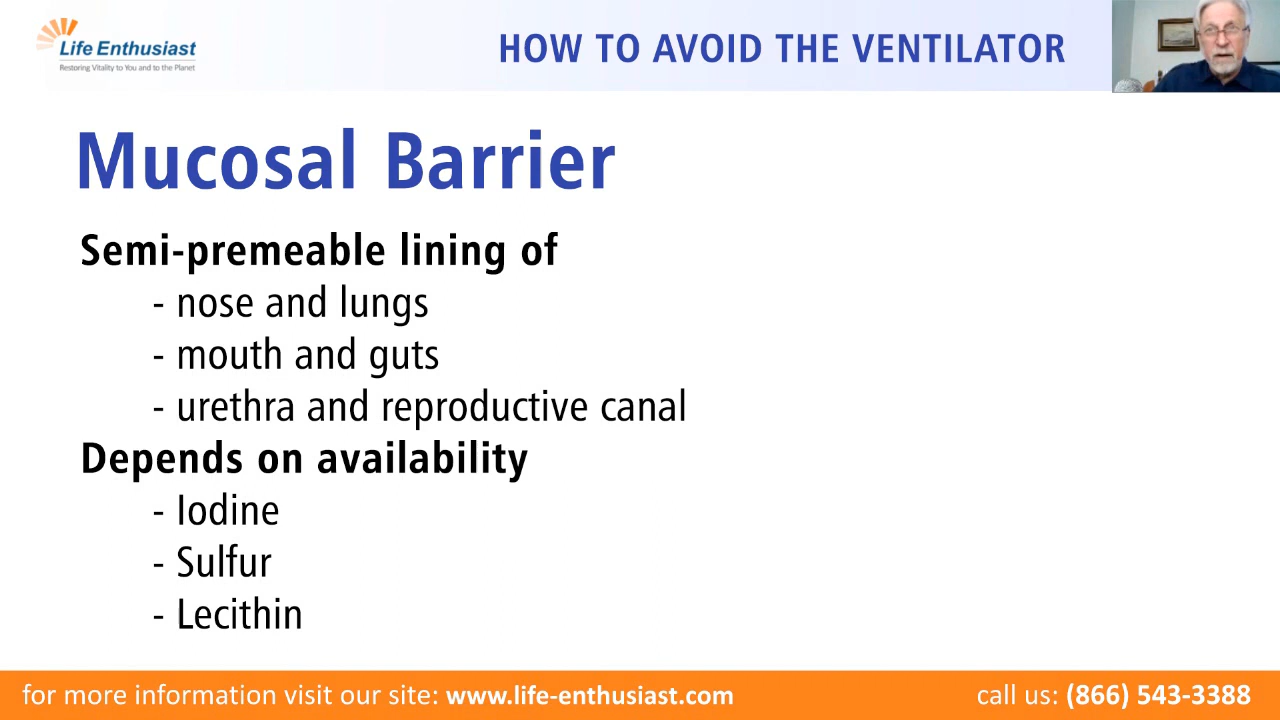 Life Enthusiast
Restoring Vitality to You and to the Planet
HOW TO AVOID THE VENTILATOR
Mucosal Barrier
Semi-premeable lining of
- nose and lungs
- mouth and guts
- urethra and reproductive canal
Depends on availability
- Iodine
- Sulfur
- Lecithin
for more information visit our site: www.life-enthusiast.com
call us: (866) 543-3388